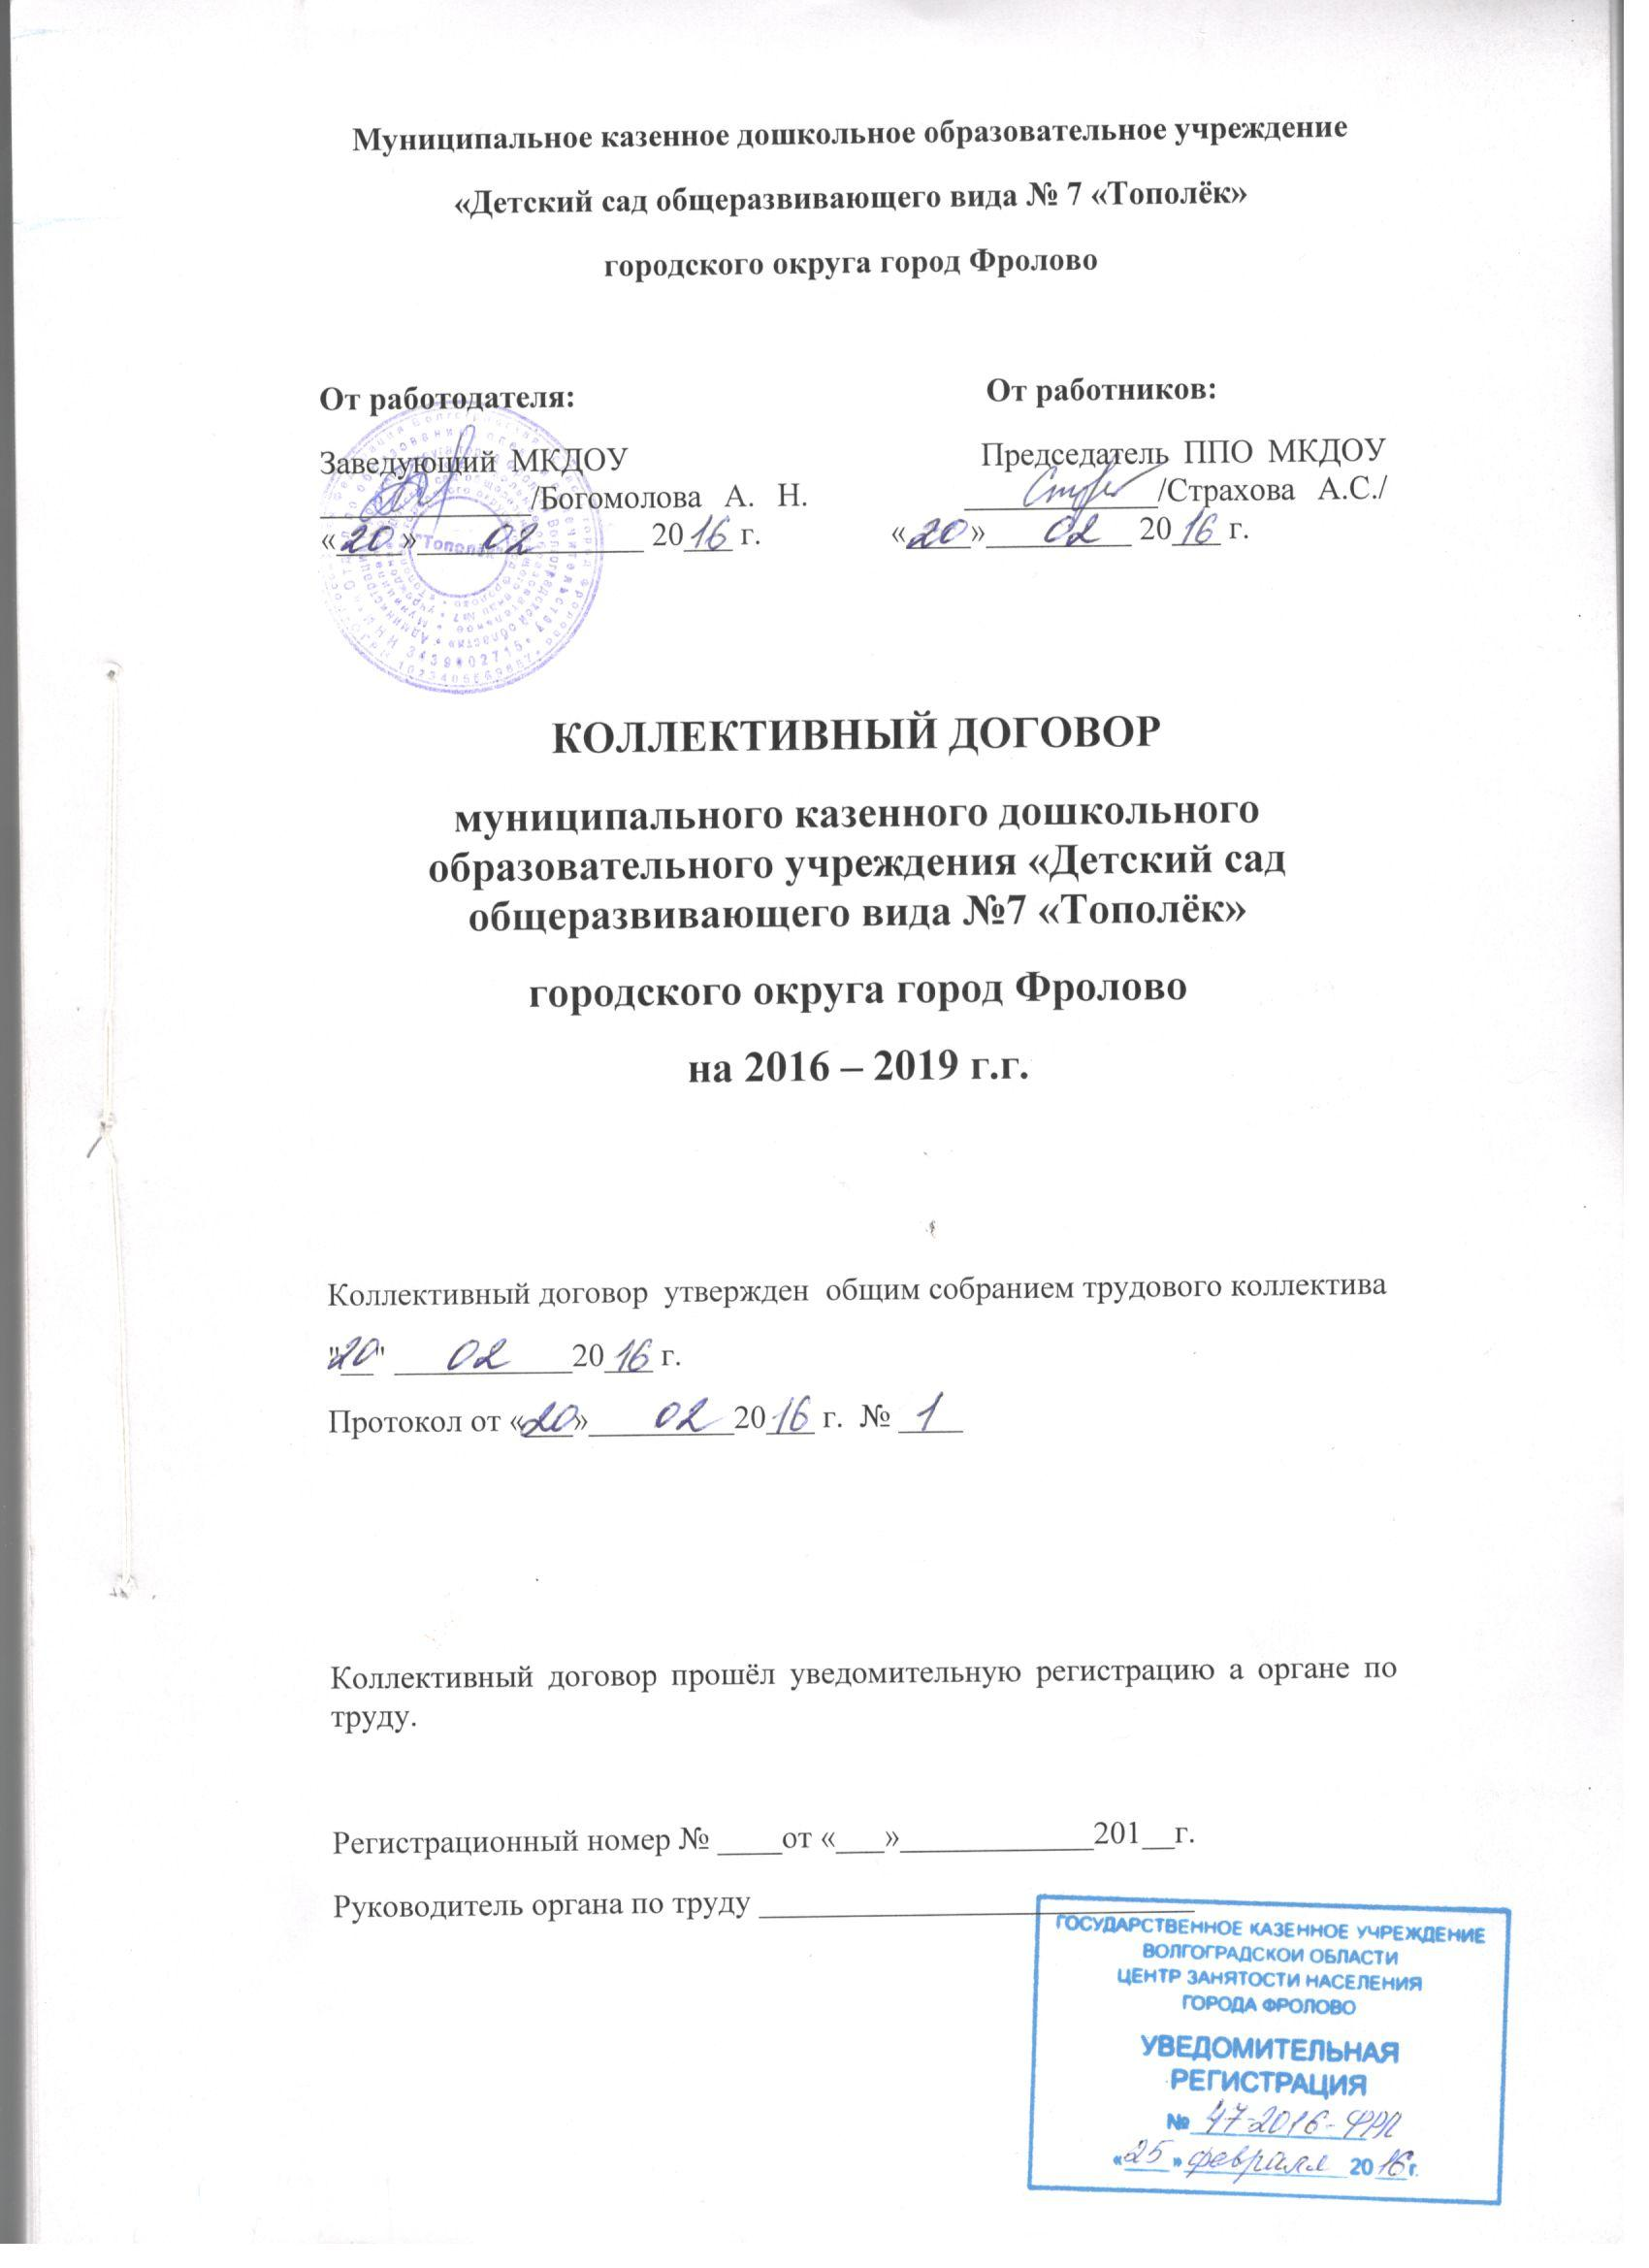 Муниципальное казенное дошкольное образовательное учреждение
«Детский сад общеразвивающего вида № 7 «Тополёк»
городского округа город Фролово
От работодателя:
Заведующий МКДОУ
/Богомолова А. Н.
«20» 02 2016 г.
От работников:
Председатель ППО МКДОУ
/Страхова А.С./
«20» 02 2016 г.
"Тополёк"
КОЛЛЕКТИВНЫЙ ДОГОВОР
муниципального казенного дошкольного
образовательного учреждения «Детский сад
общеразвивающего вида №7 «Тополёк»
городского округа город Фролово
на 2016 – 2019 г.г.
Коллективный договор утвержден общим собранием трудового коллектива
"20" 02 2016 г.
Протокол от «20» 02 2016 г. № 1
Коллективный договор прошёл уведомительную регистрацию а органе по
труду.
Регистрационный номер № ____от «___»____________201__г.
Руководитель органа по труду ___________________________
ГОСУДАРСТВЕННОЕ КАЗЕННОЕ УЧРЕЖДЕНИЕ
ВОЛГОГРАДСКОЙ ОБЛАСТИ
ЦЕНТР ЗАНЯТОСТИ НАСЕЛЕНИЯ
ГОРОДА ФРОЛОВО
УВЕДОМИТЕЛЬНАЯ
РЕГИСТРАЦИЯ
№ 47-2016-ФРЛ
«25» февраля 2016 г.